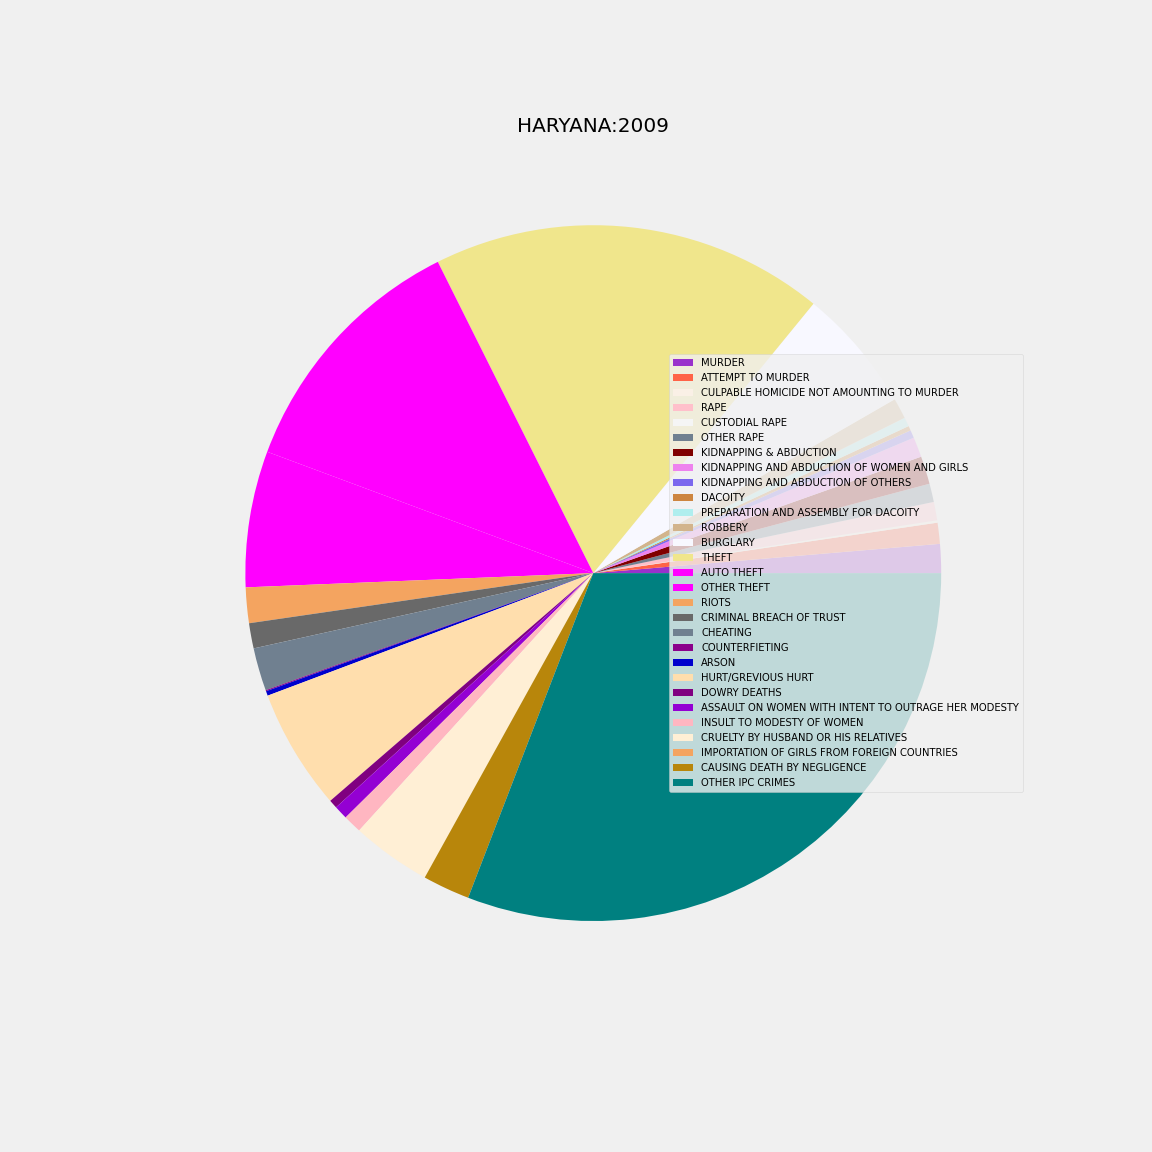 HARYANA:2009
MURDER
ATTEMPT TO MURDER
CULPABLE HOMICIDE NOT AMOUNTING TO MURDER
RAPE
CUSTODIAL RAPE
OTHER RAPE
KIDNAPPING & ABDUCTION
KIDNAPPING AND ABDUCTION OF WOMEN AND GIRLS
KIDNAPPING AND ABDUCTION OF OTHERS
DACOITY
PREPARATION AND ASSEMBLY FOR DACOITY
ROBBERY
BURGLARY
THEFT
AUTO THEFT
OTHER THEFT
RIOTS
CRIMINAL BREACH OF TRUST
CHEATING
COUNTERFIETING
ARSON
HURT/GREVIOUS HURT
DOWRY DEATHS
ASSAULT ON WOMEN WITH INTENT TO OUTRAGE HER MODESTY
INSULT TO MODESTY OF WOMEN
CRUELTY BY HUSBAND OR HIS RELATIVES
IMPORTATION OF GIRLS FROM FOREIGN COUNTRIES
CAUSING DEATH BY NEGLIGENCE
OTHER IPC CRIMES